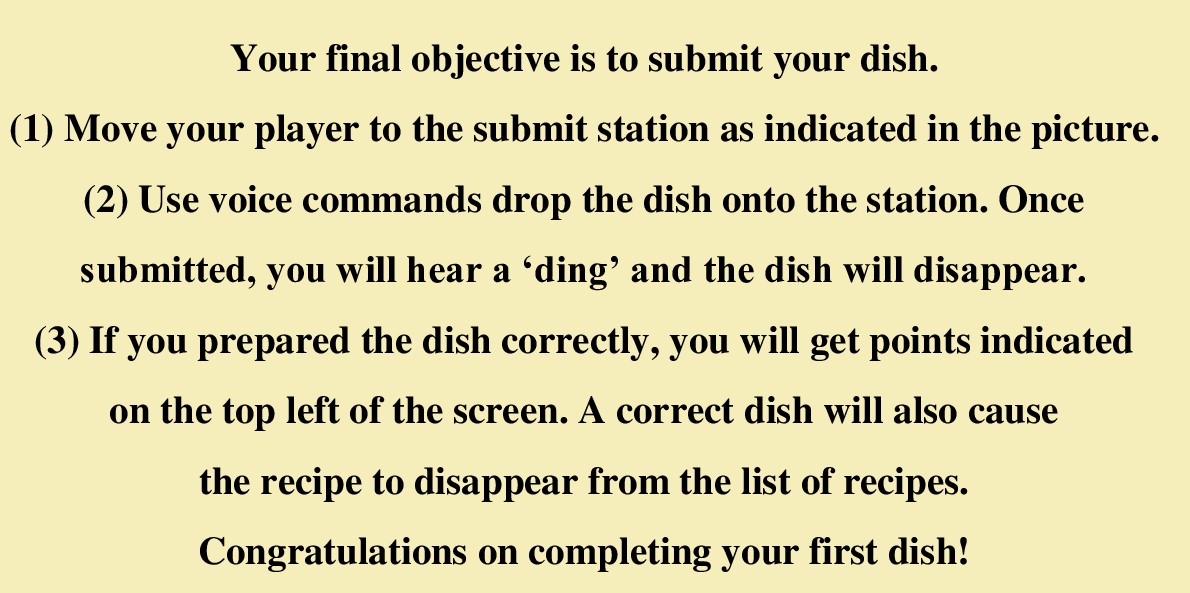 Your final objective is to submit your dish.
(1) Move your player to the submit station as indicated in the picture.
(2) Use voice commands drop the dish onto the station. Once
submitted, you will hear a ‘ding’ and the dish will disappear.
(3) If you prepared the dish correctly, you will get points indicated
on the top left of the screen. A correct dish will also cause
the recipe to disappear from the list of recipes.
Congratulations on completing your first dish!